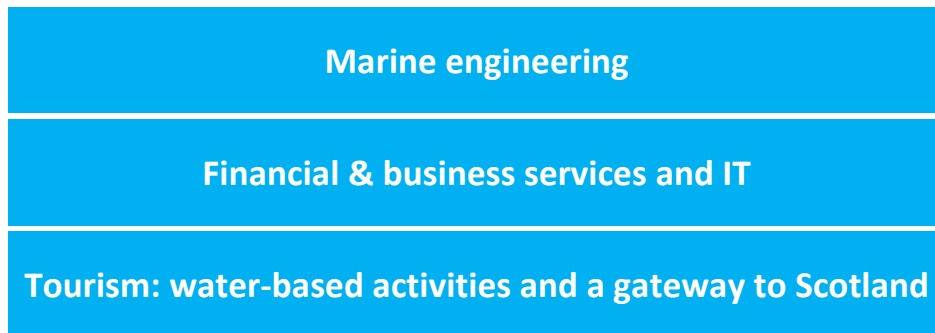 Marine engineering
Financial & business services and IT
Tourism: water-based activities and a gateway to Scotland